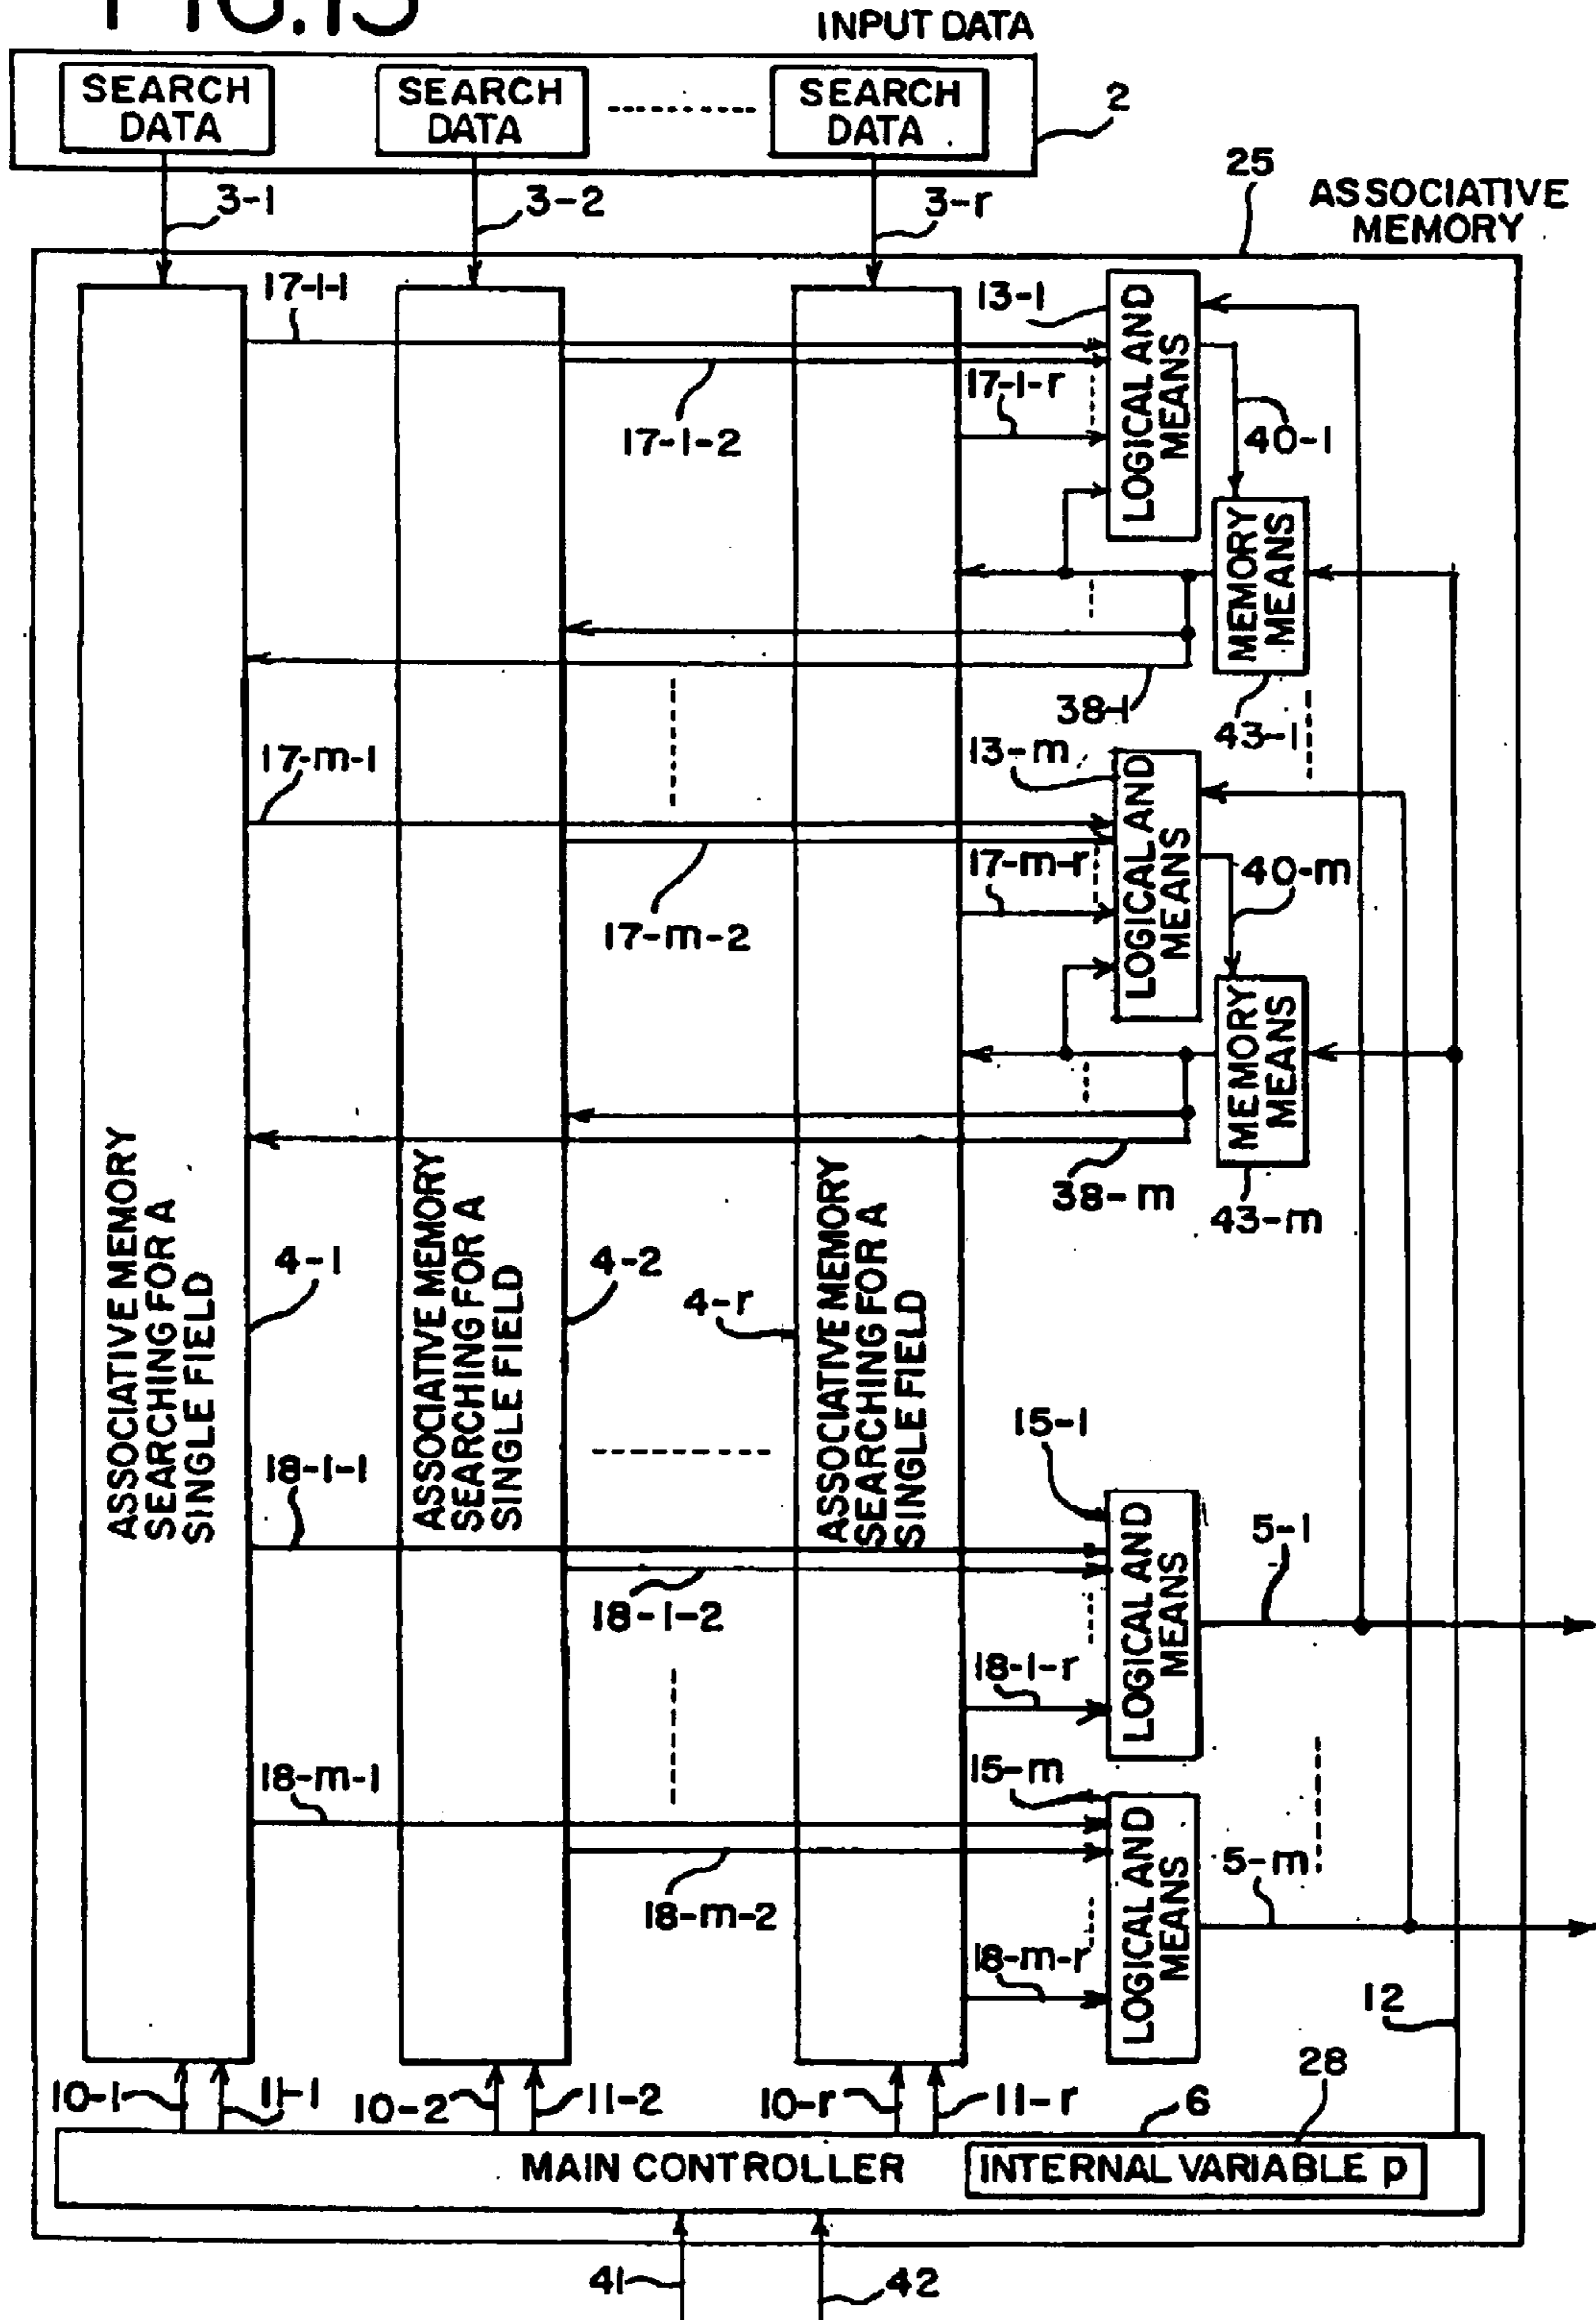 FIG.15
INPUT DATA
SEARCH
DATA
SEARCH
DATA
SEARCH
DATA
2
3-1
3-2
3-r
25
ASSOCIATIVE
MEMORY
17-1-1
13-1
LOGICAL AND
MEANS
17-1-2
17-1-r
40-1
MEMORY
MEANS
38-1
43-1
17-m-1
13-m
LOGICAL AND
MEANS
17-m-2
17-m-r
40-m
MEMORY
MEANS
38-m
43-m
ASSOCIATIVE MEMORY
SEARCHING FOR A
SINGLE FIELD
4-1
ASSOCIATIVE MEMORY
SEARCHING FOR A
SINGLE FIELD
4-2
4-r
ASSOCIATIVE MEMORY
SEARCHING FOR A
SINGLE FIELD
15-1
18-1-1
LOGICAL AND
MEANS
5-1
18-1-2
18-1-r
15-m
18-m-1
LOGICAL AND
MEANS
5-m
18-m-2
18-m-r
12
28
10-1
11-1
10-2
11-2
10-r
11-r
6
MAIN CONTROLLER
INTERNAL VARIABLE p
41
42